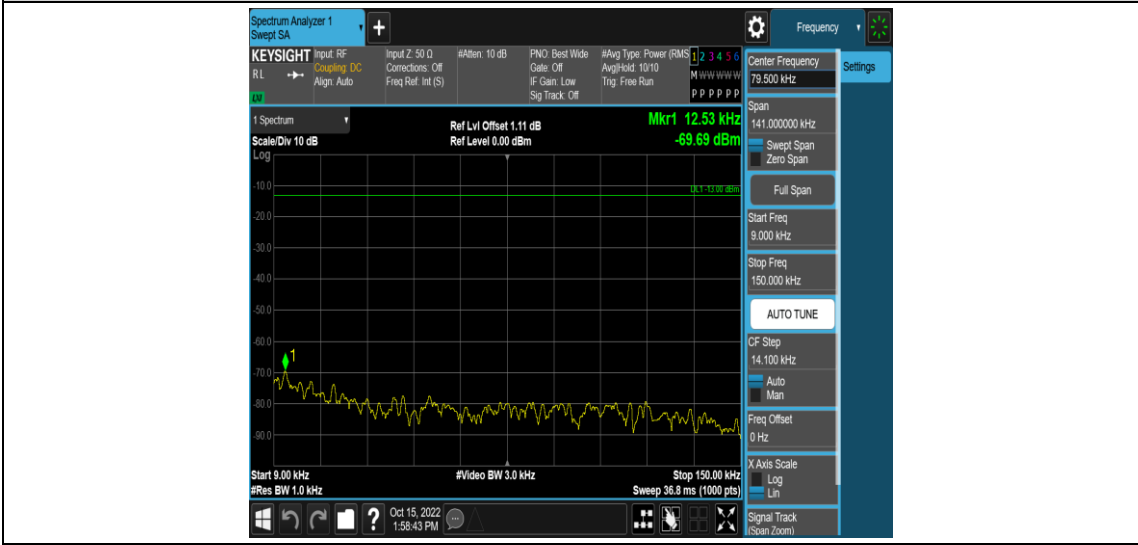 Spectrum Analyzer 1
Swept SA
+
Frequency
KEYSIGHT
RL
LM
Input: RF
Coupling: DC
Align: Auto
Input Z: 50 Ω
Corrections: Off
Freq Ref: Int (S)
#Atten: 10 dB
PNO: Best Wide
Gate: Off
IF Gain: Low
Sig Track: Off
#Avg Type: Power (RMS
Avg|Hold: 10/10
Trig: Free Run
1 2 3 4 5 6
M W W W W W
P P P P P P
1 Spectrum
Scale/Div 10 dB
Log
Ref Lvl Offset 1.11 dB
Ref Level 0.00 dBm
Mkr1 12.53 kHz
-69.69 dBm
DL1 -13.00 dBm
-10.0
-20.0
-30.0
-40.0
-50.0
-60.0
-70.0
-80.0
-90.0
1
Start 9.00 kHz
#Res BW 1.0 kHz
#Video BW 3.0 kHz
Stop 150.00 kHz
Sweep 36.8 ms (1000 pts)
?
Oct 15, 2022
1:58:43 PM
Center Frequency
79.500 kHz
Settings
Span
141.000000 kHz
Swept Span
Zero Span
Full Span
Start Freq
9.000 kHz
Stop Freq
150.000 kHz
AUTO TUNE
CF Step
14.100 kHz
Auto
Man
Freq Offset
0 Hz
X Axis Scale
Log
Lin
Signal Track
(Span Zoom)